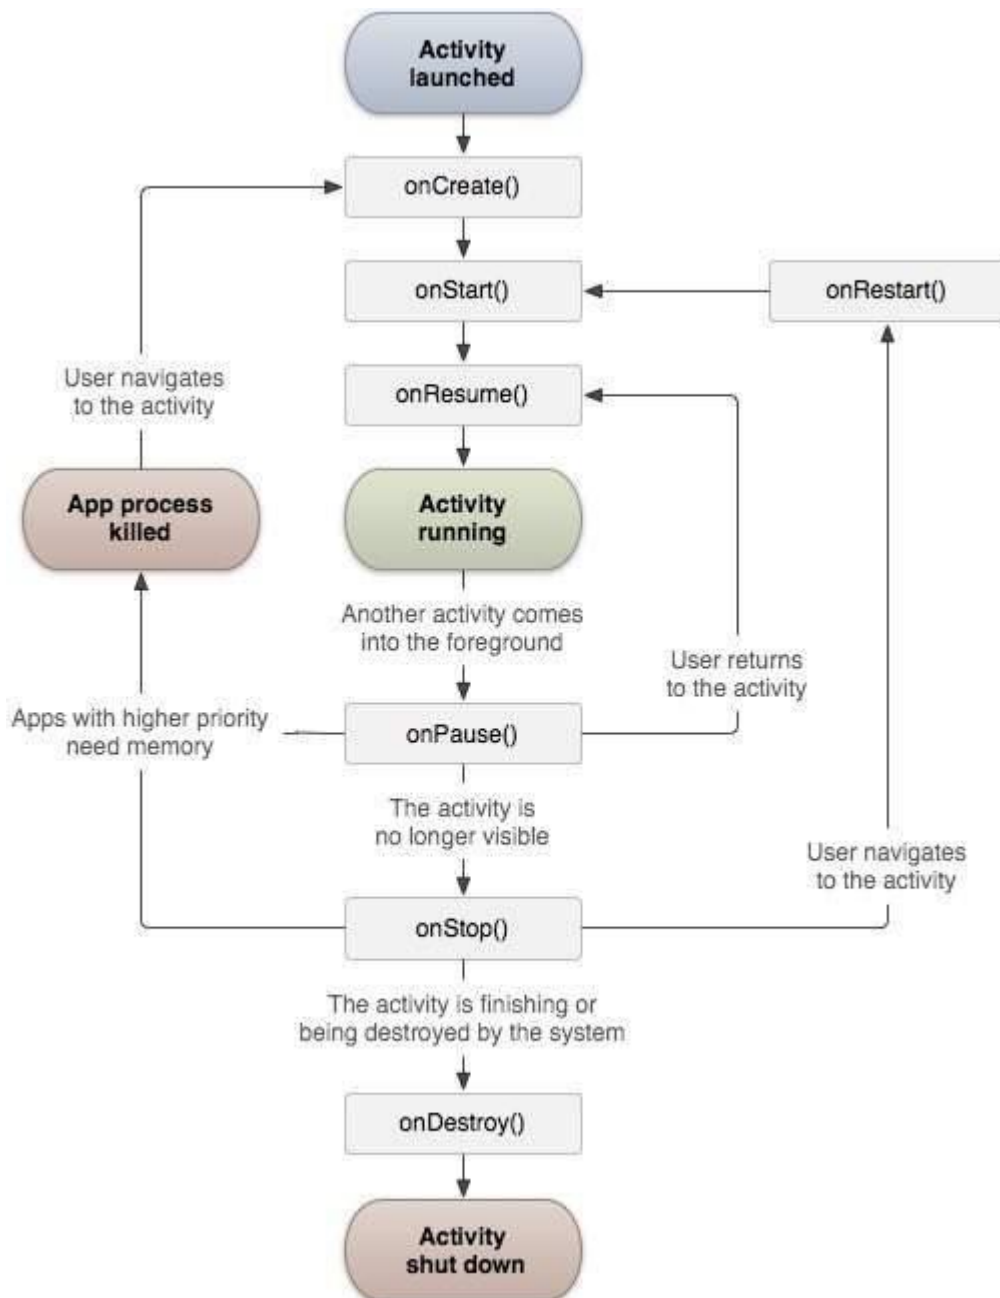 Activity
launched
onCreate()
onStart()
onRestart()
onResume()
User navigates
to the activity
App process
killed
Activity
running
Another activity comes
into the foreground
User returns
to the activity
Apps with higher priority
need memory
onPause()
The activity is
no longer visible
User navigates
to the activity
onStop()
The activity is finishing or
being destroyed by the system
onDestroy()
Activity
shut down